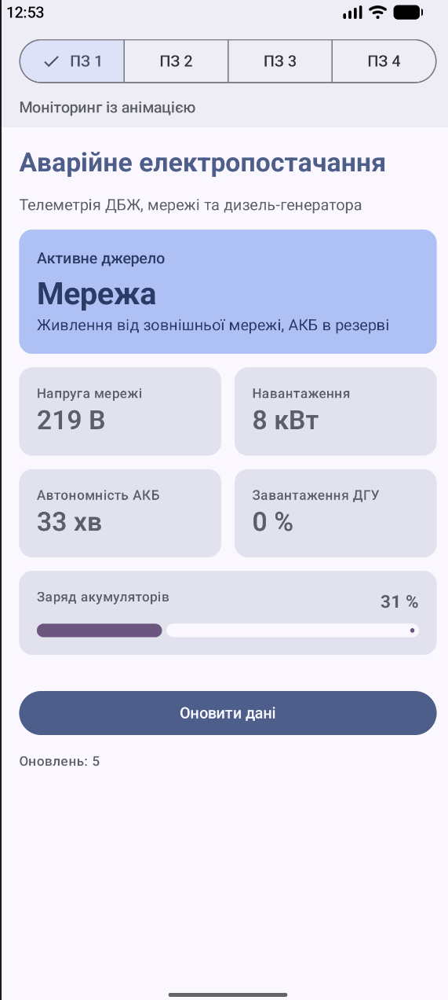 12:53
ПЗ 1 ПЗ 2 ПЗ 3 ПЗ 4
Моніторинг із анімацією
Аварійне електропостачання
Телеметрія ДБЖ, мережі та дизель-генератора
Активне джерело
Мережа
Живлення від зовнішньої мережі, АКБ в резерві
Напруга мережі
219 В
Навантаження
8 кВт
Автономність АКБ
33 хв
Завантаження ДГУ
0 %
Заряд акумуляторів
31 %
Оновити дані
Оновлень: 5